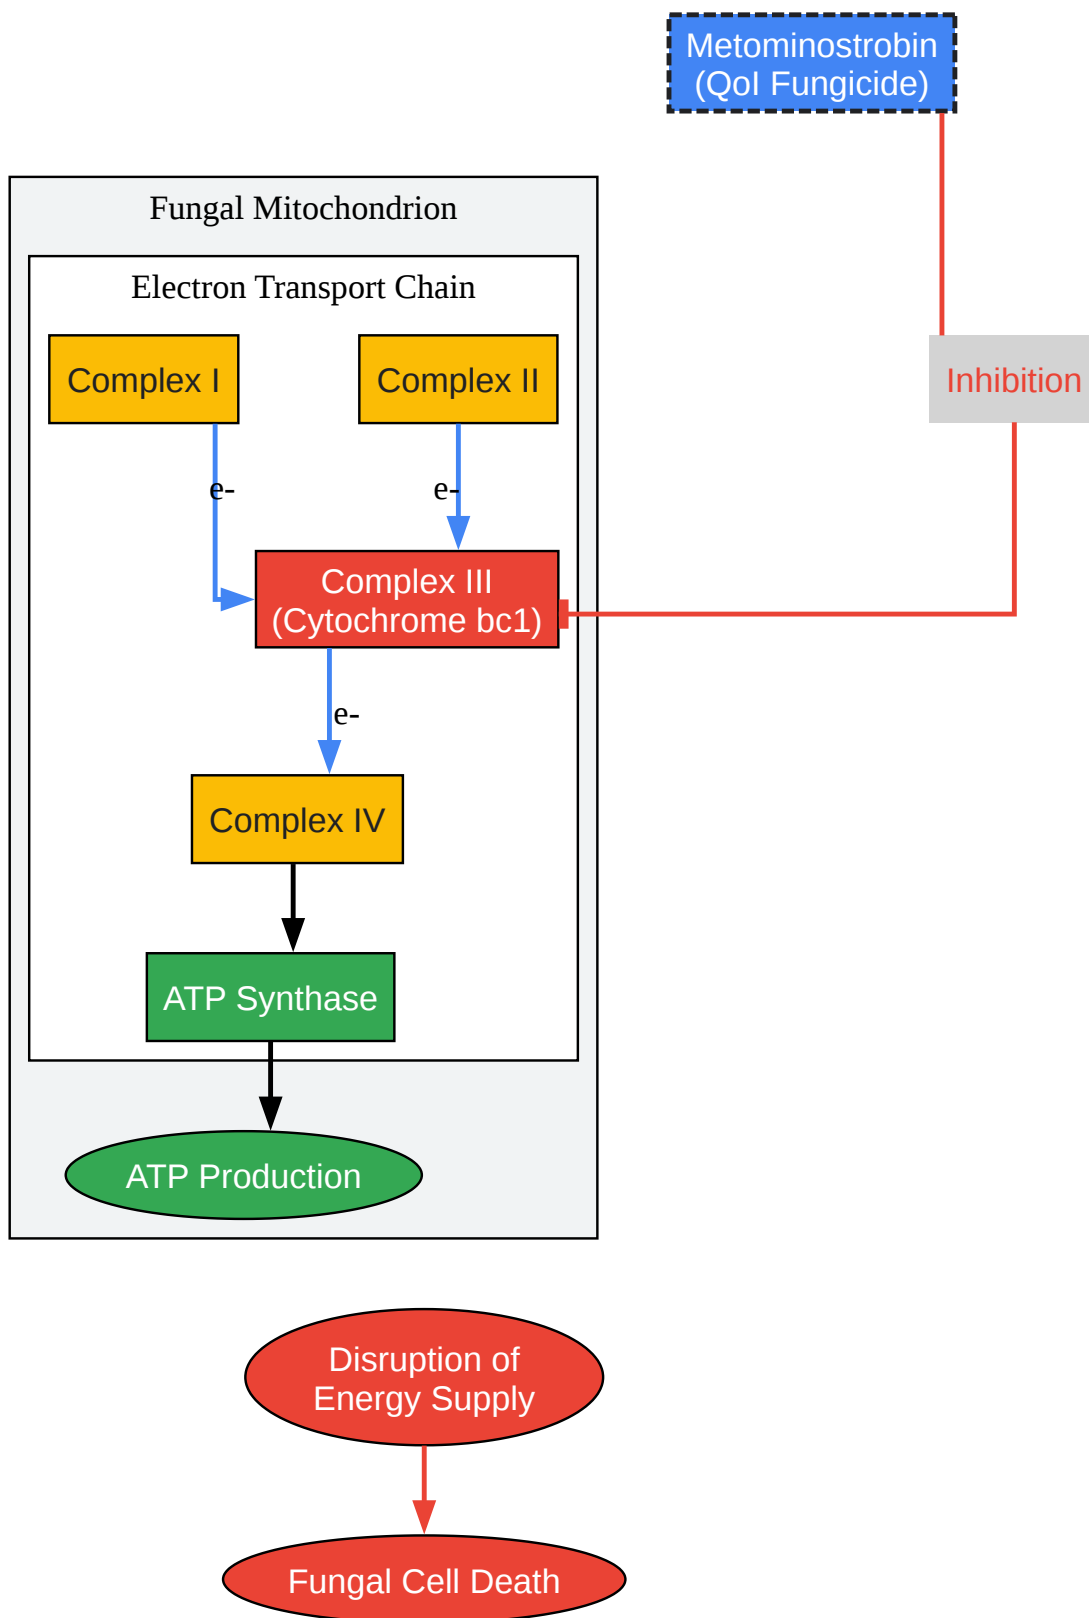 Metominostrobin
(QoI Fungicide)
Fungal Mitochondrion
Electron Transport Chain
Complex I
Complex II
Inhibition
e-
e-
Complex III
(Cytochrome bc1)
e-
Complex IV
ATP Synthase
ATP Production
Disruption of
Energy Supply
Fungal Cell Death